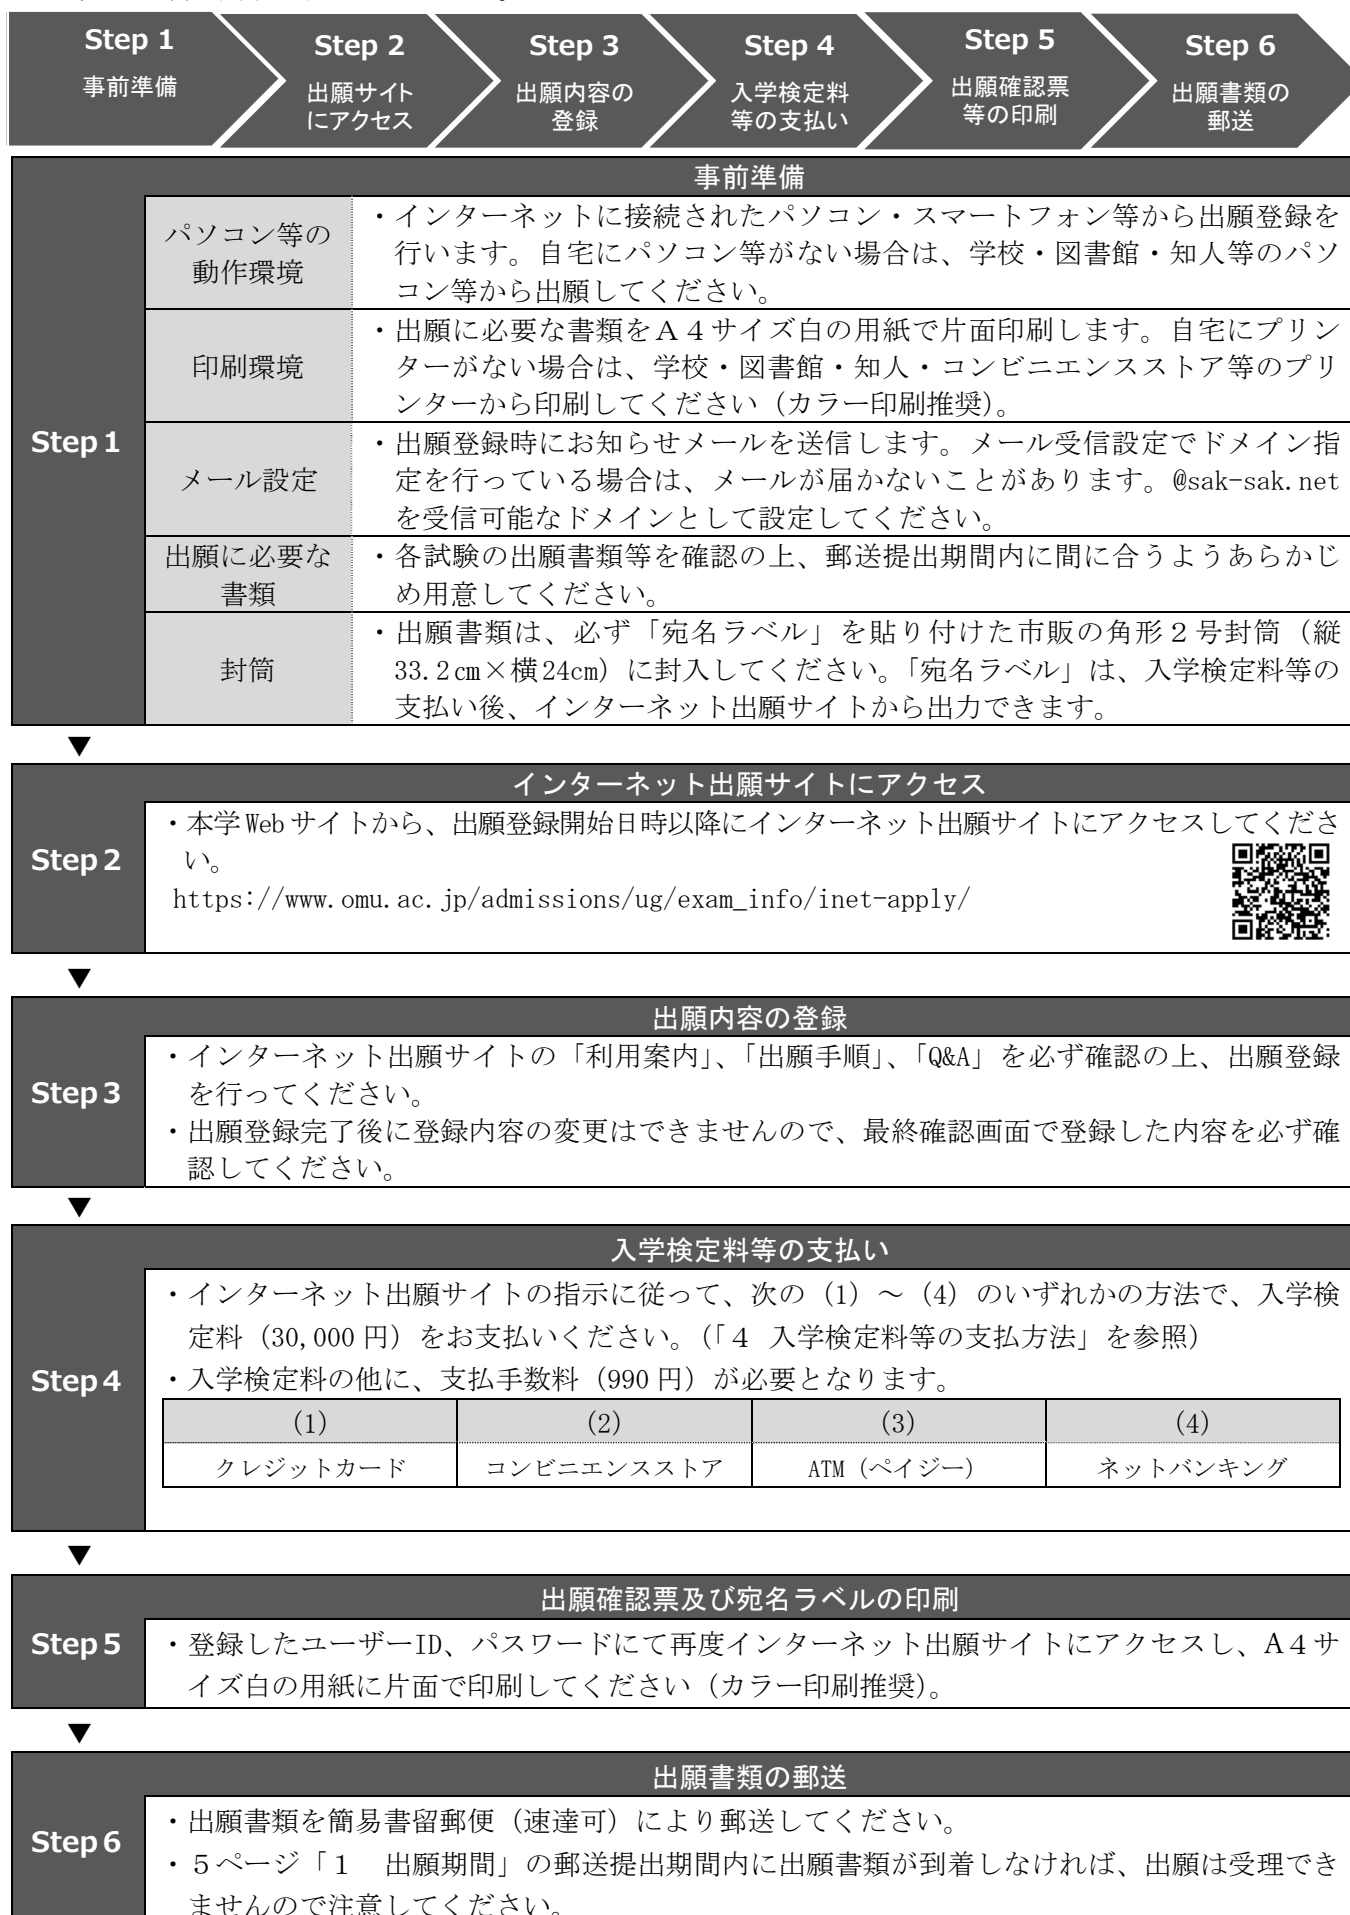 Step 1
事前準備
Step 2
出願サイト
にアクセス
Step 3
出願内容の
登録
Step 4
入学検定料
等の支払い
Step 5
出願確認票
等の印刷
Step 6
出願書類の
郵送
Step1
事前準備
パソコン等の
動作環境
・インターネットに接続されたパソコン・スマートフォン等から出願登録を
行います。自宅にパソコン等がない場合は、学校・図書館・知人等のパソ
コン等から出願してください。
印刷環境
・出願に必要な書類をA4サイズ白の用紙で片面印刷します。自宅にプリン
ターがない場合は、学校・図書館・知人・コンビニエンスストア等のプリ
ンターから印刷してください（カラー印刷推奨）。
メール設定
・出願登録時にお知らせメールを送信します。メール受信設定でドメイン指
定を行っている場合は、メールが届かないことがあります。@sak-sak.net
を受信可能なドメインとして設定してください。
出願に必要な
書類
・各試験の出願書類等を確認の上、郵送提出期間内に間に合うようあらかじ
め用意してください。
封筒
・出願書類は、必ず「宛名ラベル」を貼り付けた市販の角形２号封筒（縦
33.2㎝×横24cm）に封入してください。「宛名ラベル」は、入学検定料等の
支払い後、インターネット出願サイトから出力できます。
▼
Step2
インターネット出願サイトにアクセス
・本学Webサイトから、出願登録開始日時以降にインターネット出願サイトにアクセスしてくださ
い。
https://www.omu.ac.jp/admissions/ug/exam_info/inet-apply/
▼
Step3
出願内容の登録
・インターネット出願サイトの「利用案内」、「出願手順」、「Q&A」を必ず確認の上、出願登録
を行ってください。
・出願登録完了後に登録内容の変更はできませんので、最終確認画面で登録した内容を必ず確
認してください。
▼
Step4
入学検定料等の支払い
・インターネット出願サイトの指示に従って、次の（1）～（4）のいずれかの方法で、入学検
定料（30,000円）をお支払いください。（「４ 入学検定料等の支払方法」を参照）
・入学検定料の他に、支払手数料（990円）が必要となります。
（1） （2） （3） （4）
クレジットカード コンビニエンスストア ATM（ペイジー） ネットバンキング
▼
Step5
出願確認票及び宛名ラベルの印刷
・登録したユーザーID、パスワードにて再度インターネット出願サイトにアクセスし、A４サ
イズ白の用紙に片面で印刷してください（カラー印刷推奨）。
▼
Step6
出願書類の郵送
・出願書類を簡易書留郵便（速達可）により郵送してください。
・５ページ「１　出願期間」の郵送提出期間内に出願書類が到着しなければ、出願は受理でき
ませんので注意してください。